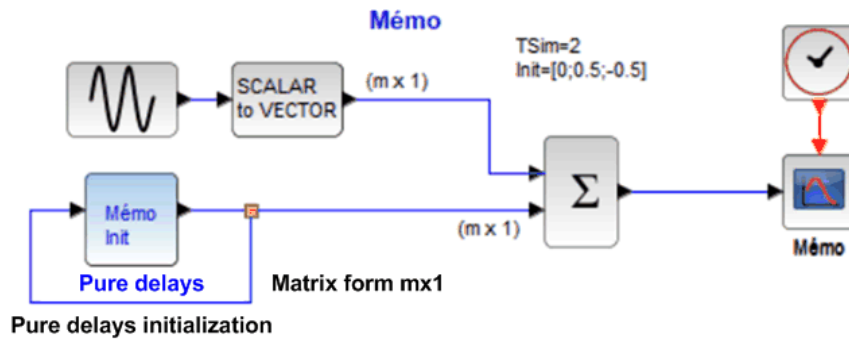 Mémo
TSim=2
Init=[0;0.5;-0.5]
SCALAR
to VECTOR
(m x 1)
Mémo
Init
Σ
(m x 1)
Mémo
Pure delays
Matrix form mx1
Pure delays initialization